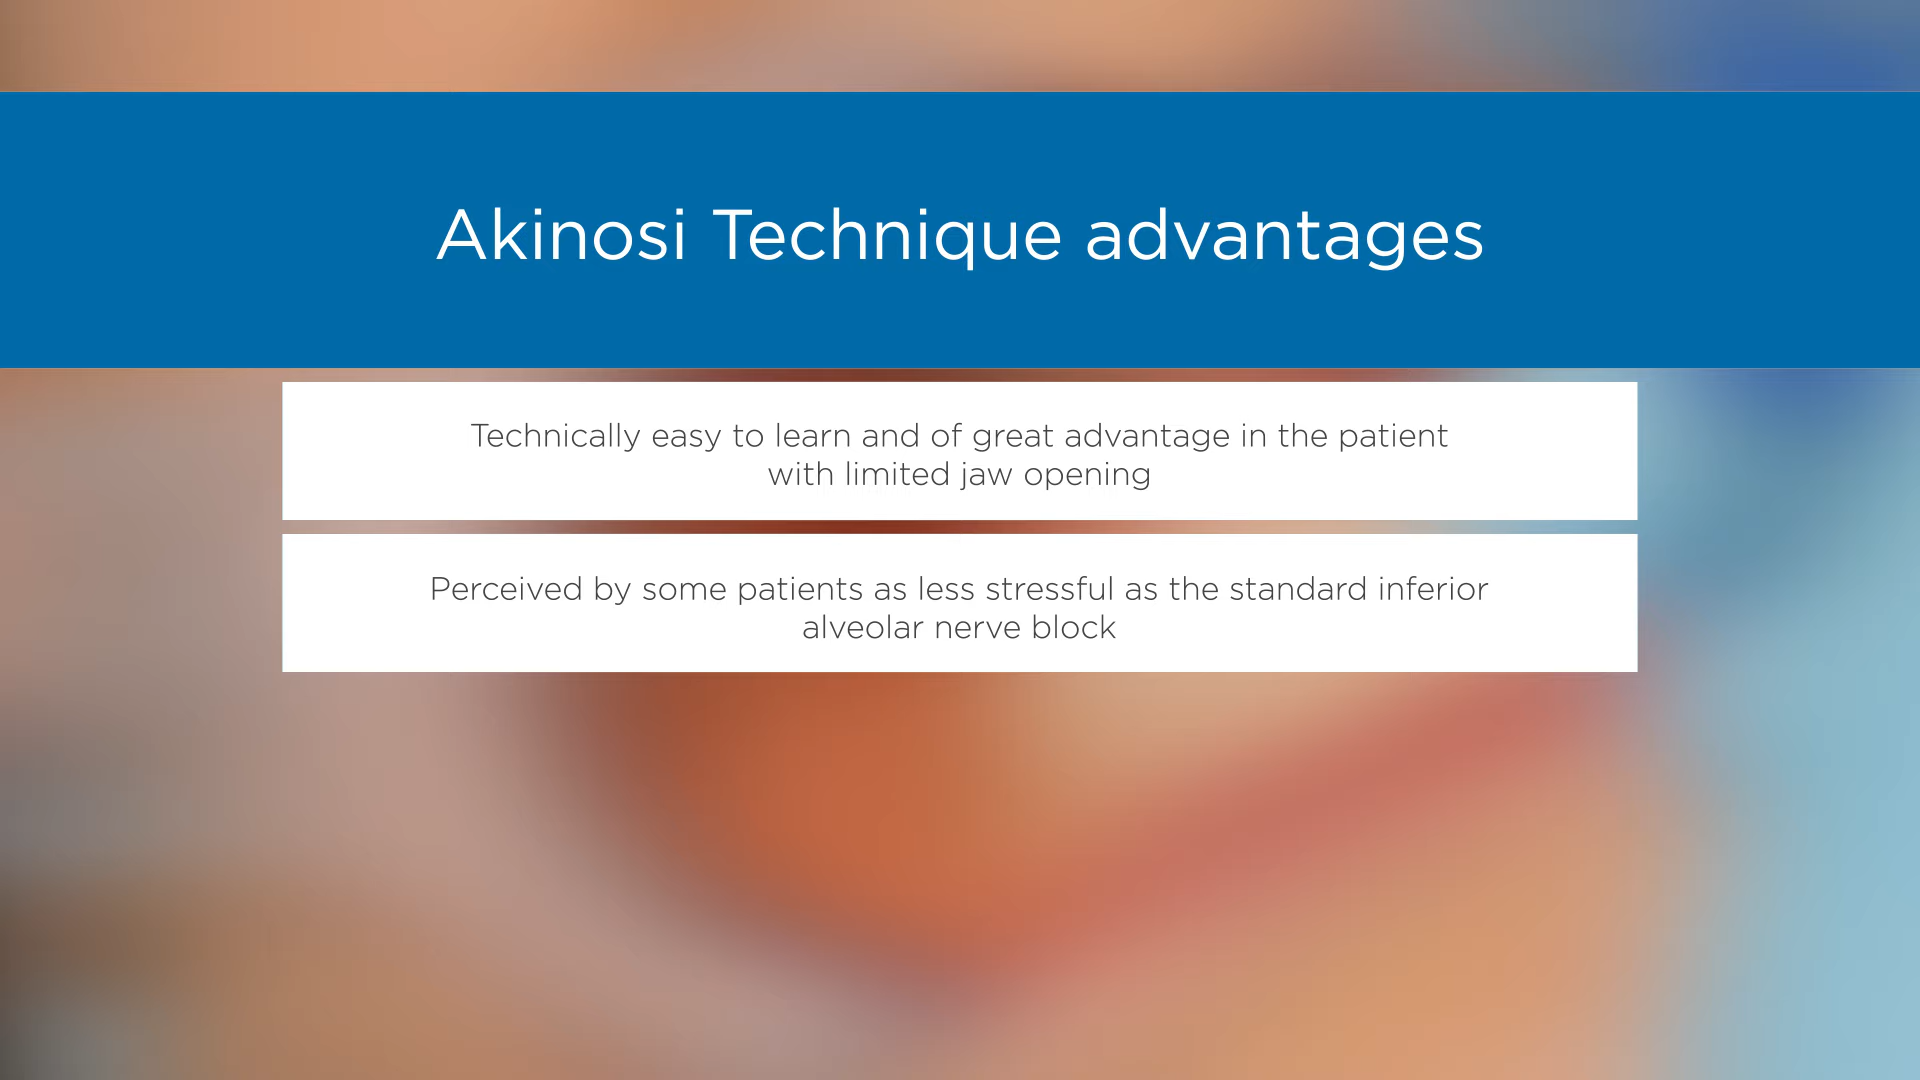 Akinosi Technique advantages
Technically easy to learn and of great advantage in the patient
with limited jaw opening
Perceived by some patients as less stressful as the standard inferior
alveolar nerve block